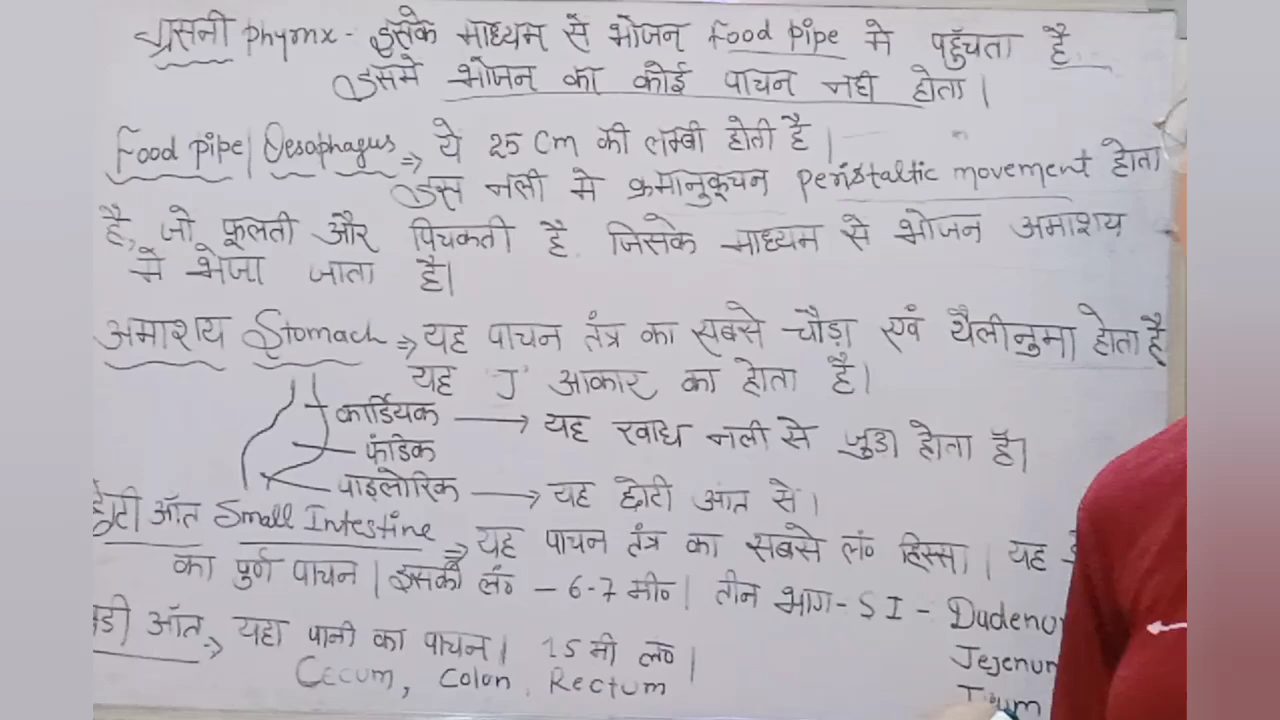 ग्रसनी Phyrnx - इसके माध्यम से भोजन Food pipe मे पहुँचता है.
इसमें भोजन का कोई पाचन नही होता।
Food pipe| Oesophagus ⇒ ये 25 Cm की लम्बी होती है।
इस नली मे क्रमानुकूचन peristaltic movement होता
है, जो फूलती और पिचकती है. जिसके माध्यम से भोजन अमाशय
मे भेजा जाता है।
अमाशय Stomach ⇒ यह पाचन तंत्र का सबसे चौड़ा एवं थैलीनुमा होता है
यह 'J' आकार का होता है।
कार्डियक → यह खाद्य नली से जुडा होता है।
फंडिक
पाइलोरिक → यह छोटी आंत से।
छोटी ऑत Small Intestine ⇒ यह पाचन तंत्र का सबसे लं० हिस्सा। यह
का पुर्ण पाचन | इसकी लं० - 6-7 मी०| तीन भाग - S I - Dudeno
बडी ऑत ⇒ यहा पानी का पाचन। 1.5 मी लं०|
Jejenum
Cecum, Colon, Rectum